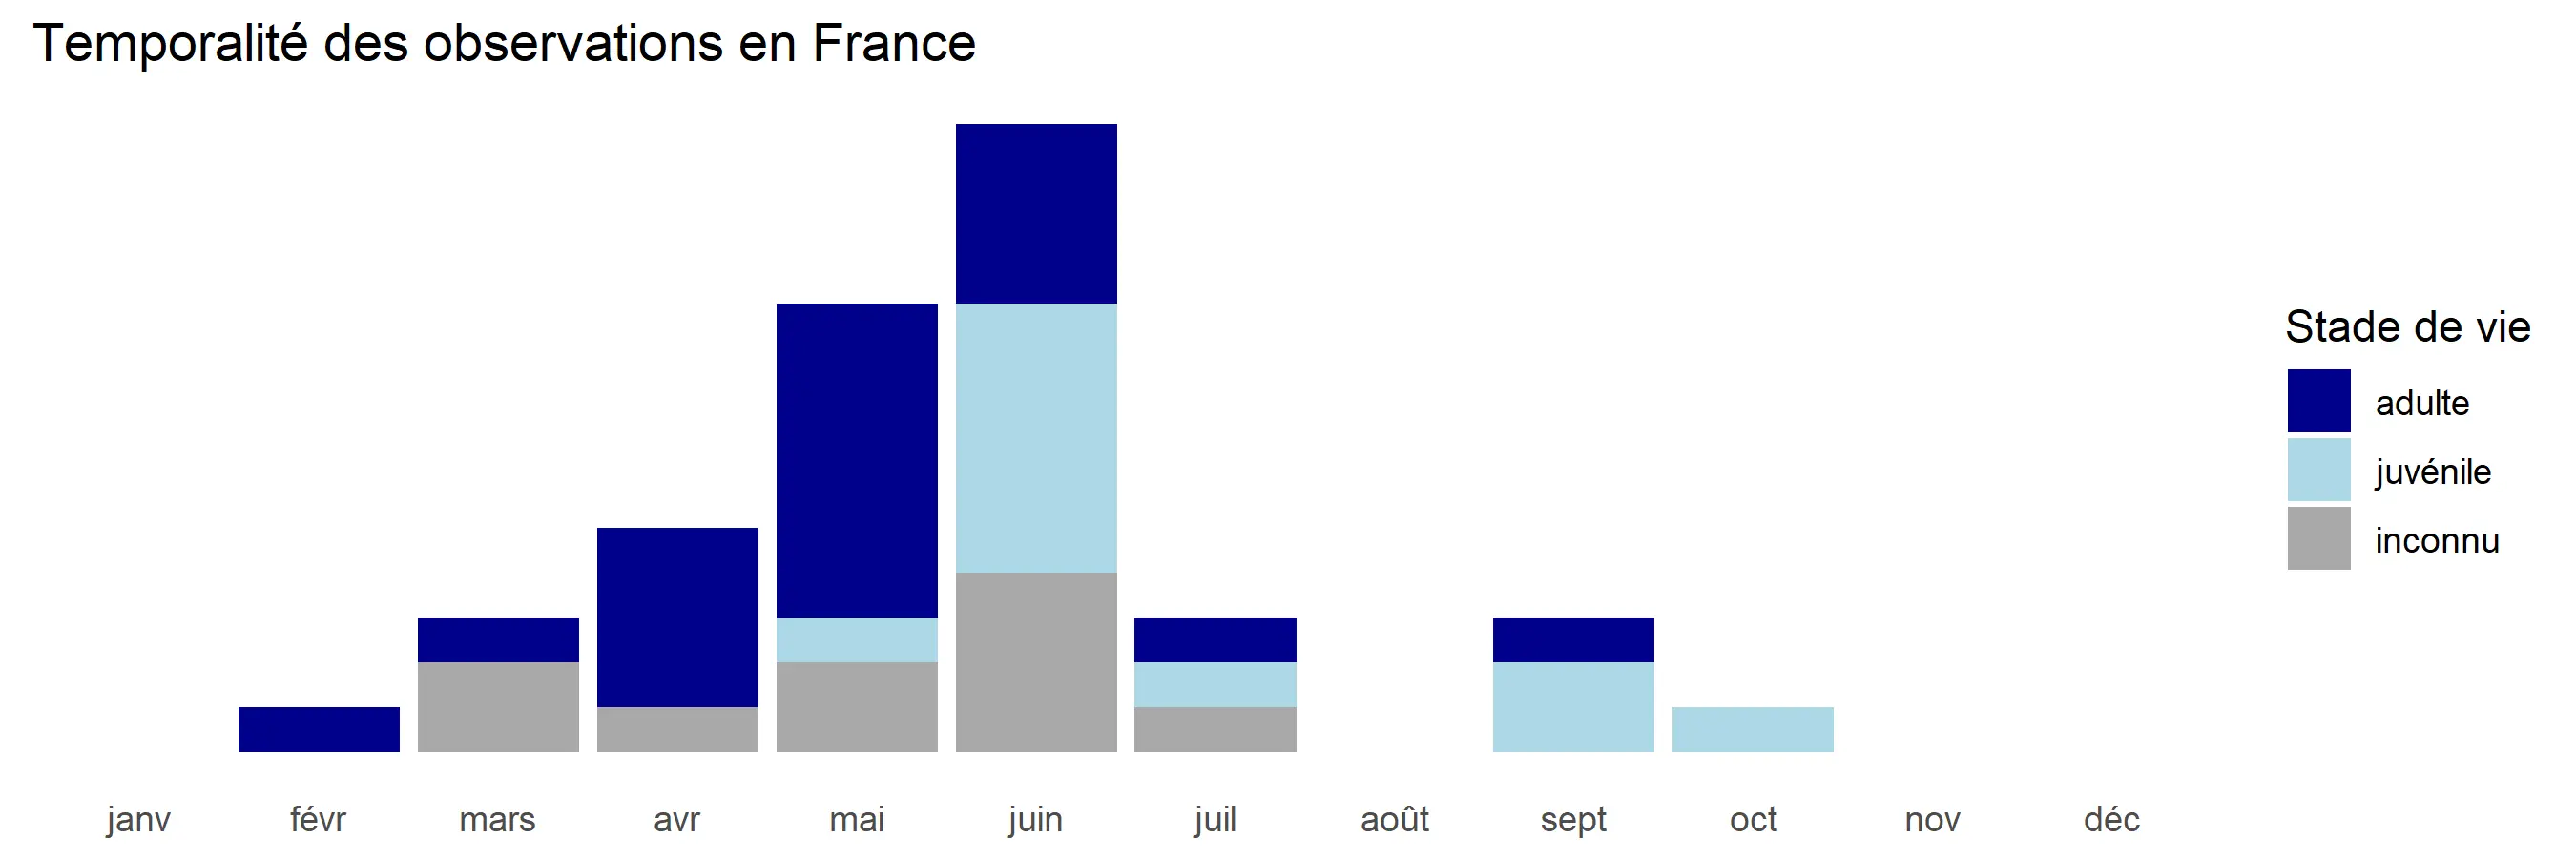 Temporalité des observations en France
Stade de vie
adulte
juvénile
inconnu
janv févr mars avr mai juin juil août sept oct nov déc